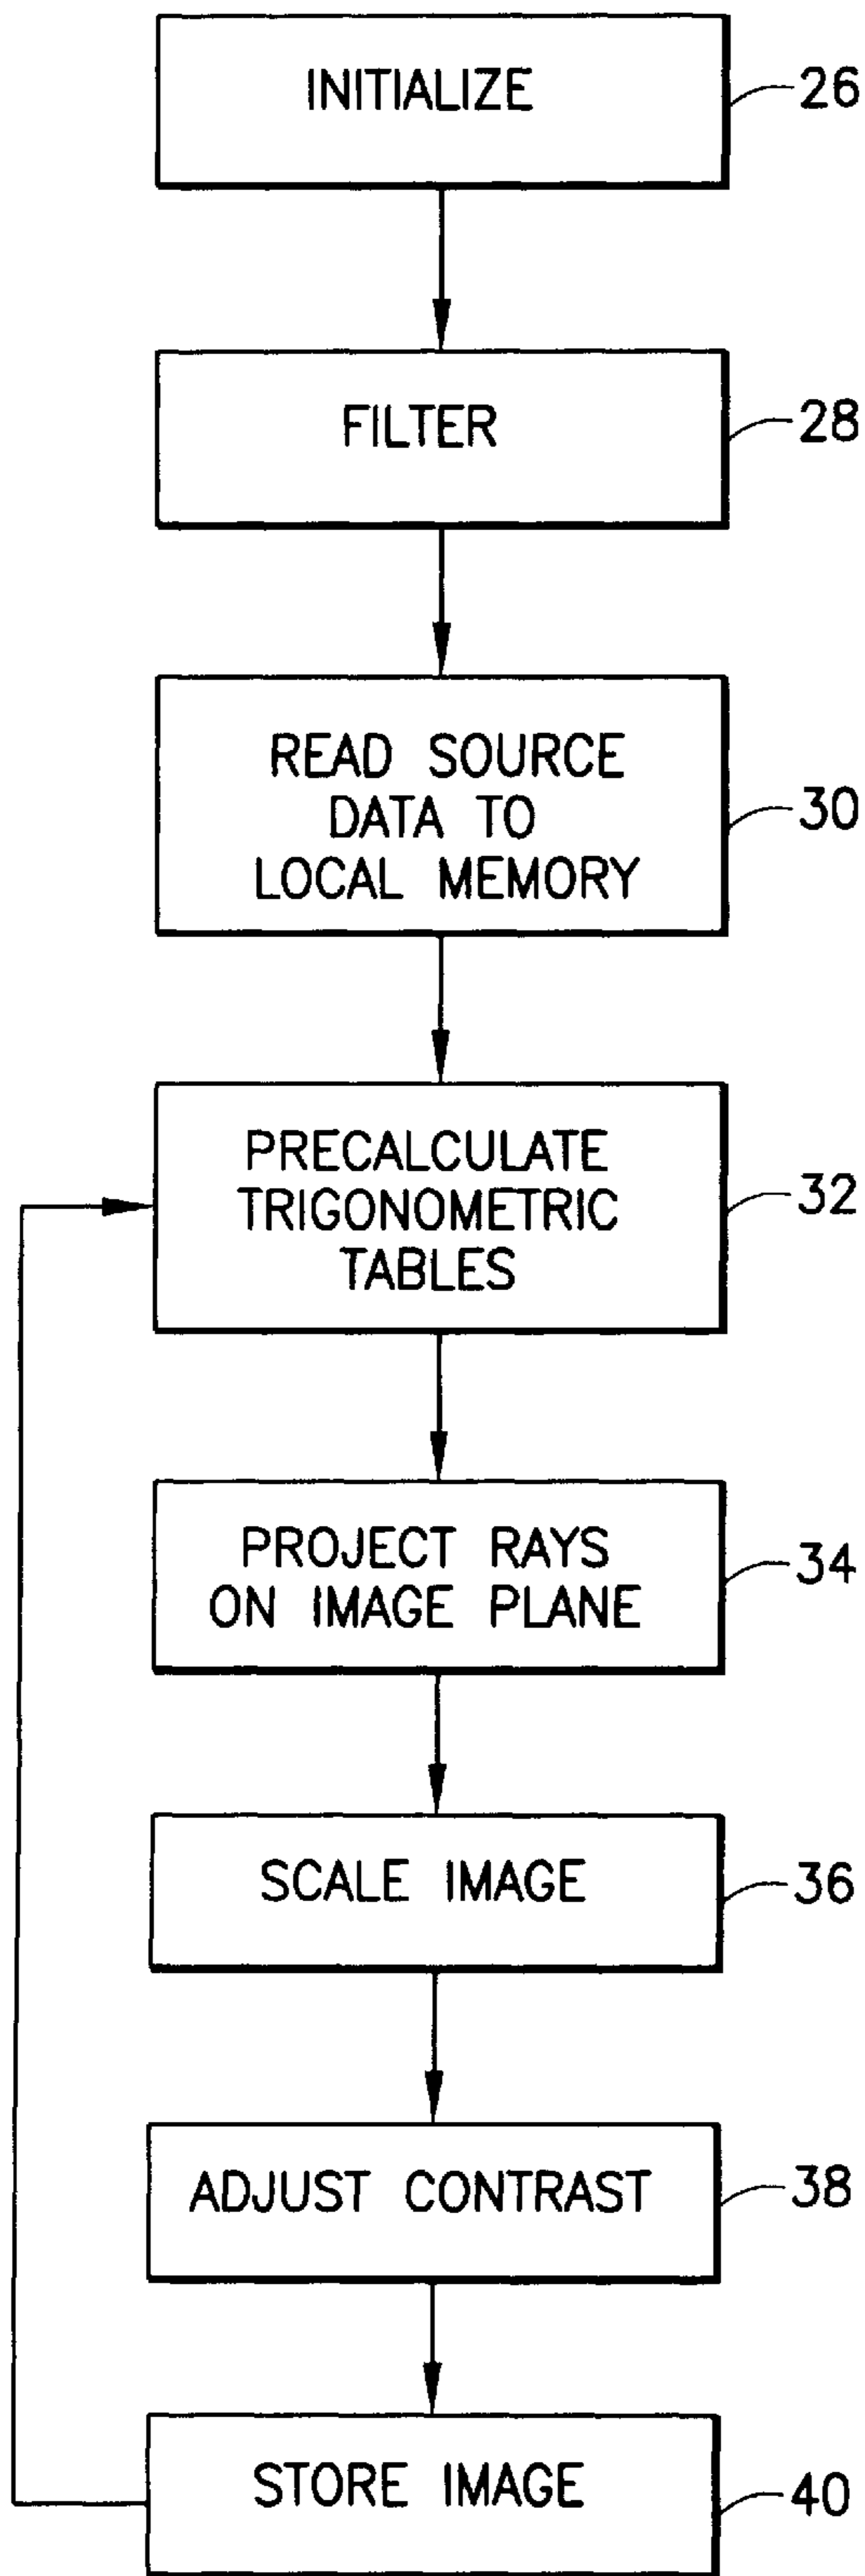 INITIALIZE
26
FILTER
28
READ SOURCE
DATA TO
LOCAL MEMORY
30
PRECALCULATE
TRIGONOMETRIC
TABLES
32
PROJECT RAYS
ON IMAGE PLANE
34
SCALE IMAGE
36
ADJUST CONTRAST
38
STORE IMAGE
40